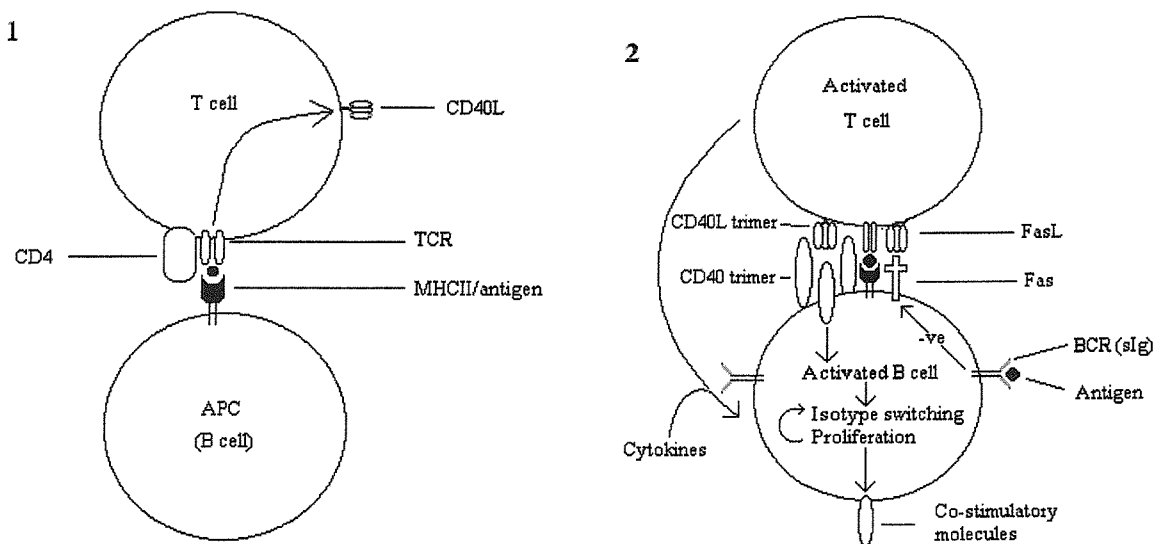 1
T cell
CD40L
CD4
TCR
MHCII/antigen
APC
(B cell)
2
Activated
T cell
CD40L trimer
FasL
CD40 trimer
Fas
-ve
BCR (sIg)
Activated B cell
Antigen
Isotype switching
Proliferation
Cytokines
Co-stimulatory
molecules